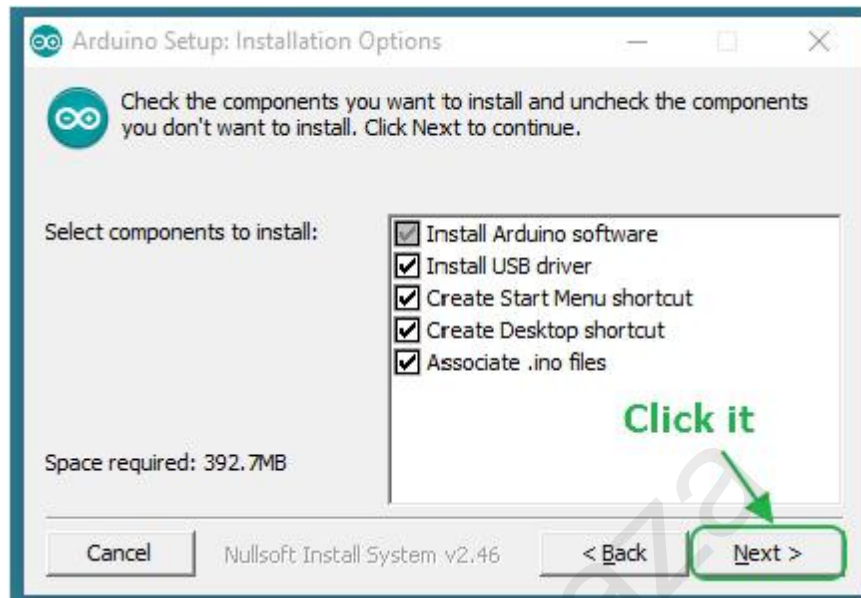 Arduino Setup: Installation Options
Check the components you want to install and uncheck the components
you don't want to install. Click Next to continue.
Select components to install:
Install Arduino software
Install USB driver
Create Start Menu shortcut
Create Desktop shortcut
Associate .ino files
Click it
Space required: 392.7MB
Cancel
Nullsoft Install System v2.46
< Back
Next >